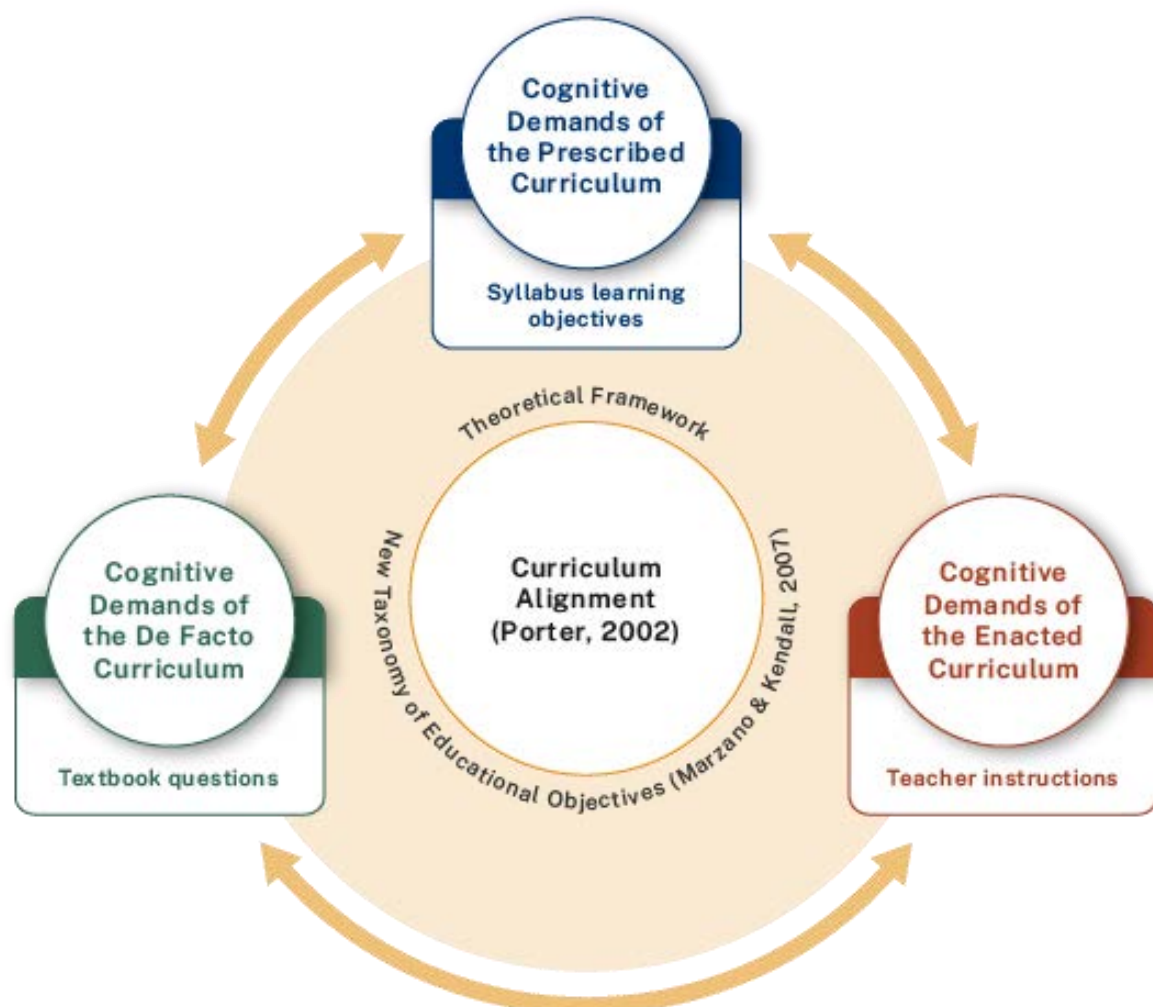 Cognitive
Demands of
the Prescribed
Curriculum
Syllabus learning
objectives
Theoretical Framework
New Taxonomy of Educational Objectives (Marzano & Kendall, 2007)
Curriculum
Alignment
(Porter, 2002)
Cognitive
Demands of
the De Facto
Curriculum
Textbook questions
Cognitive
Demands of
the Enacted
Curriculum
Teacher instructions